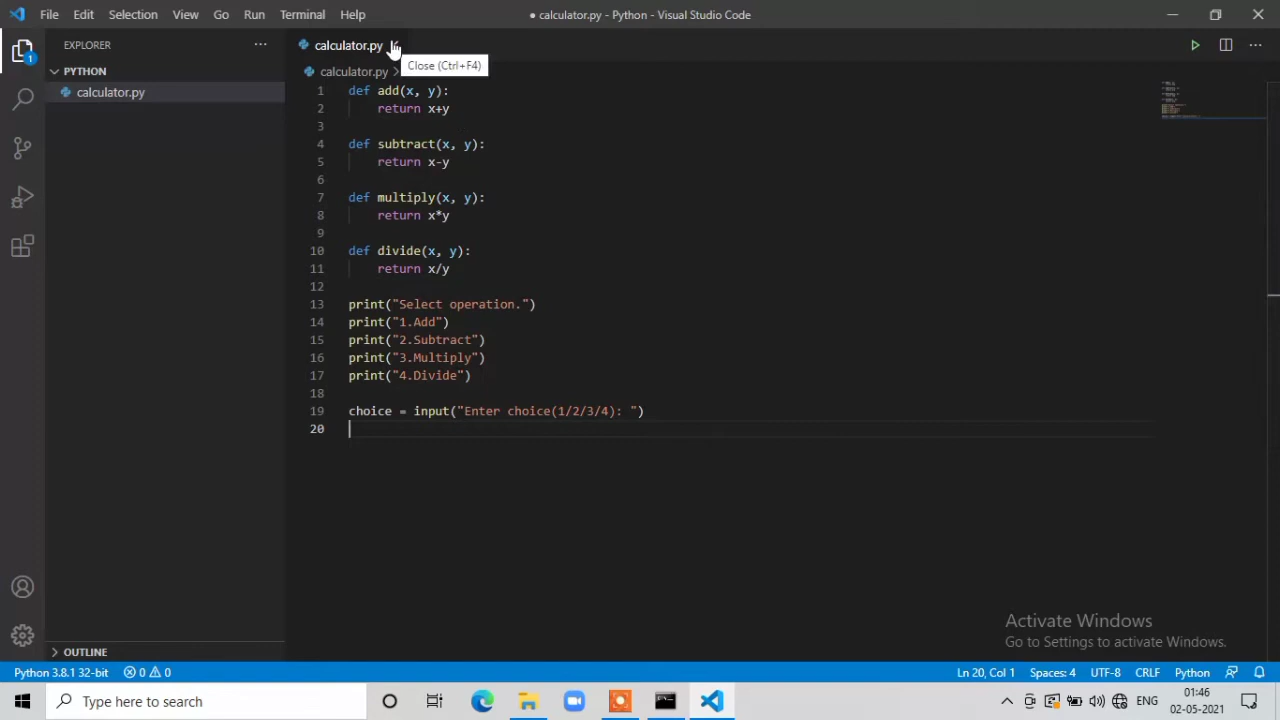 File Edit Selection View Go Run Terminal Help
● calculator.py - Python - Visual Studio Code
EXPLORER
calculator.py
Close (Ctrl+F4)
PYTHON
calculator.py
calculator.py >
1 def add(x, y):
2 return x+y
3
4 def subtract(x, y):
5 return x-y
6
7 def multiply(x, y):
8 return x*y
9
10 def divide(x, y):
11 return x/y
12
13 print("Select operation.")
14 print("1.Add")
15 print("2.Subtract")
16 print("3.Multiply")
17 print("4.Divide")
18
19 choice = input("Enter choice(1/2/3/4): ")
20
1
Activate Windows
Go to Settings to activate Windows.
OUTLINE
Python 3.8.1 32-bit 0 0 Ln 20, Col 1 Spaces: 4 UTF-8 CRLF Python
Type here to search
ENG
01:46
02-05-2021